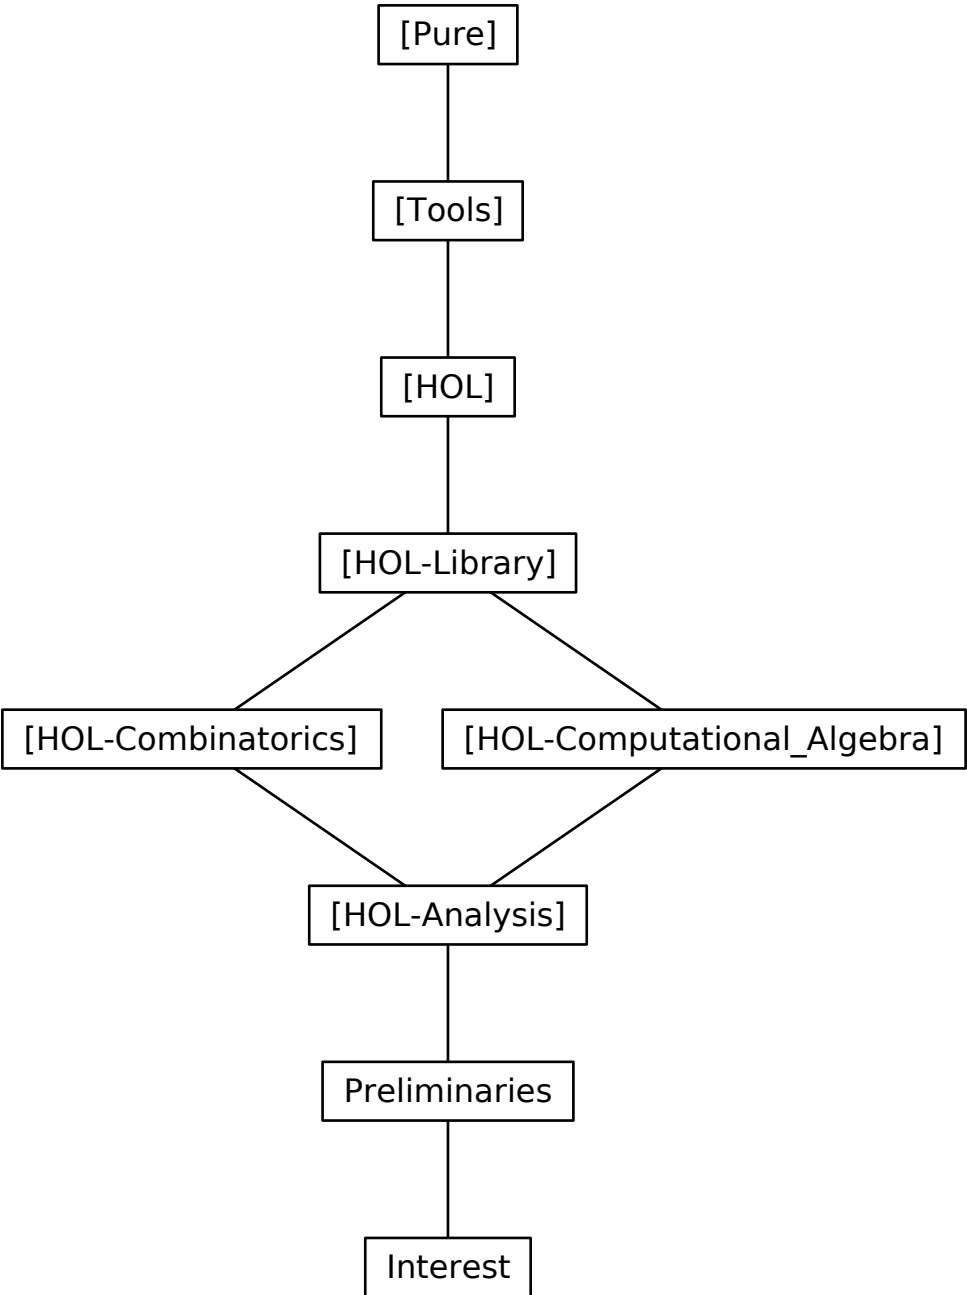 [Pure]
[Tools]
[HOL]
[HOL-Library]
[HOL-Combinatorics]
[HOL-Computational_Algebra]
[HOL-Analysis]
Preliminaries
Interest